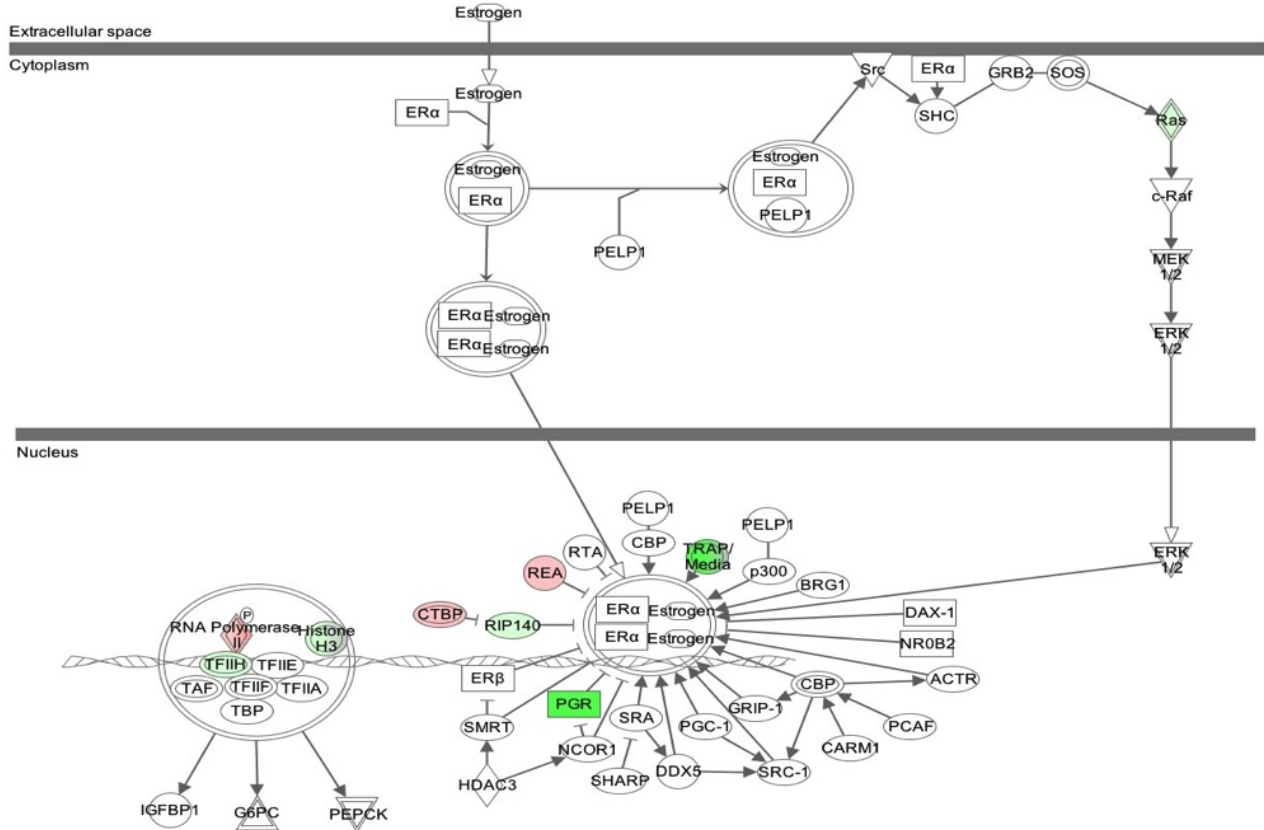 Estrogen
Extracellular space
Cytoplasm
Estrogen
ERα
Estrogen
ERα
PELP1
Estrogen
ERα
PELP1
Src
ERα
SHC
GRB2
SOS
Ras
c-Raf
MEK
1/2
ERK
1/2
ERα Estrogen
ERα Estrogen
Nucleus
PELP1
CBP
RTA
REA
TRAP/
Media
PELP1
p300
BRG1
ERK
1/2
CTBP
RIP140
ERα Estrogen
ERα Estrogen
DAX-1
NR0B2
P
RNA Polymerase
II
Histone
H3
TFIIH
TFIIE
TAF
TFIIF
TFIIA
TBP
ERβ
PGR
SMRT
NCOR1
HDAC3
SRA
SHARP
DDX5
PGC-1
GRIP-1
SRC-1
CBP
ACTR
PCAF
CARM1
IGFBP1
G6PC
PEPCK